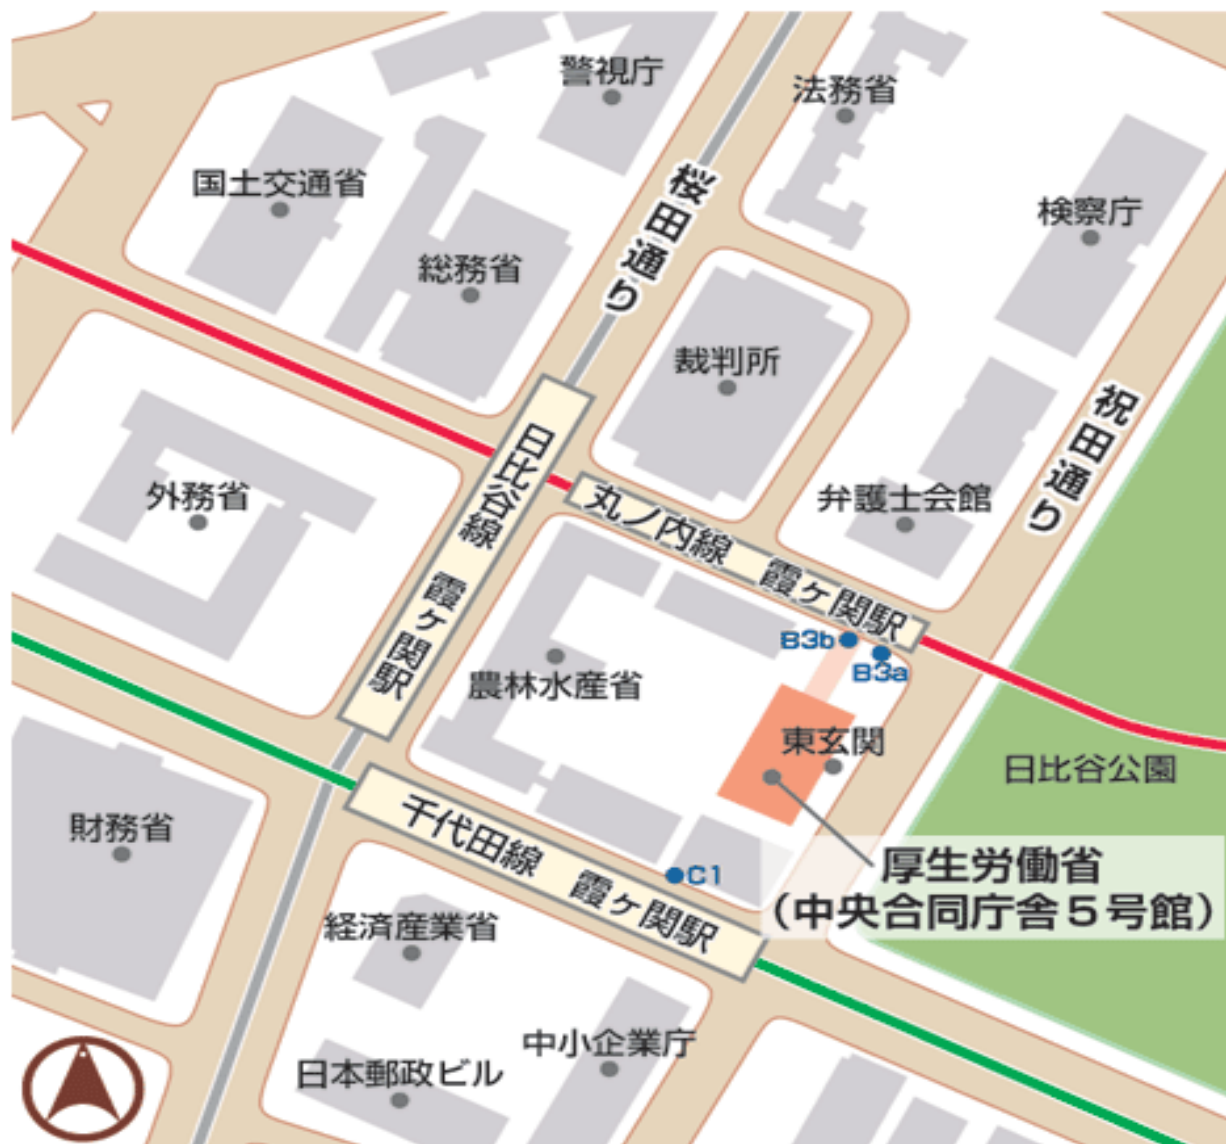 警視庁
法務省
国土交通省
桜田通り
検察庁
総務省
裁判所
祝田通り
日比谷線 霞ヶ関駅
外務省
丸ノ内線 霞ヶ関駅
弁護士会館
B3b
B3a
農林水産省
東玄関
日比谷公園
千代田線 霞ヶ関駅
財務省
C1
厚生労働省
(中央合同庁舎5号館)
経済産業省
中小企業庁
日本郵政ビル